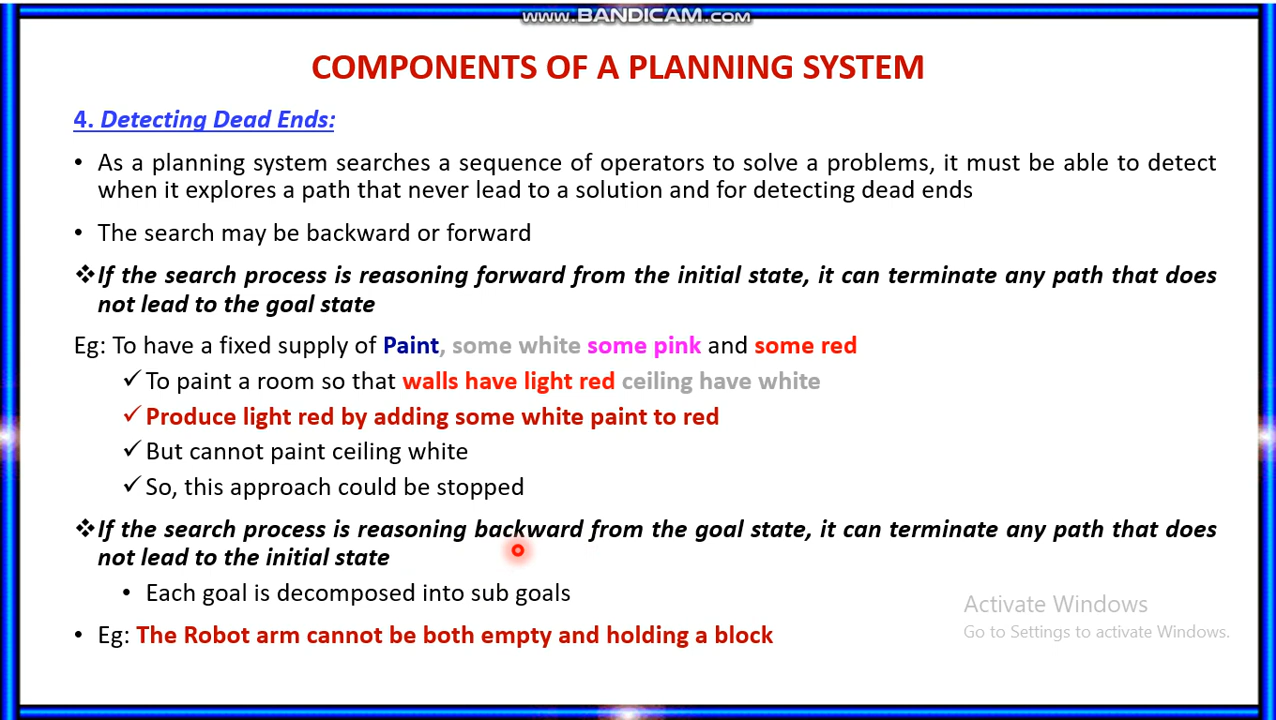 www.BANDICAM.com
COMPONENTS OF A PLANNING SYSTEM
4. Detecting Dead Ends:
• As a planning system searches a sequence of operators to solve a problems, it must be able to detect
when it explores a path that never lead to a solution and for detecting dead ends
• The search may be backward or forward
❖If the search process is reasoning forward from the initial state, it can terminate any path that does
not lead to the goal state
Eg: To have a fixed supply of Paint, some white some pink and some red
✓To paint a room so that walls have light red ceiling have white
✓Produce light red by adding some white paint to red
✓But cannot paint ceiling white
✓So, this approach could be stopped
❖If the search process is reasoning backward from the goal state, it can terminate any path that does
not lead to the initial state
• Each goal is decomposed into sub goals
• Eg: The Robot arm cannot be both empty and holding a block
Activate Windows
Go to Settings to activate Windows.